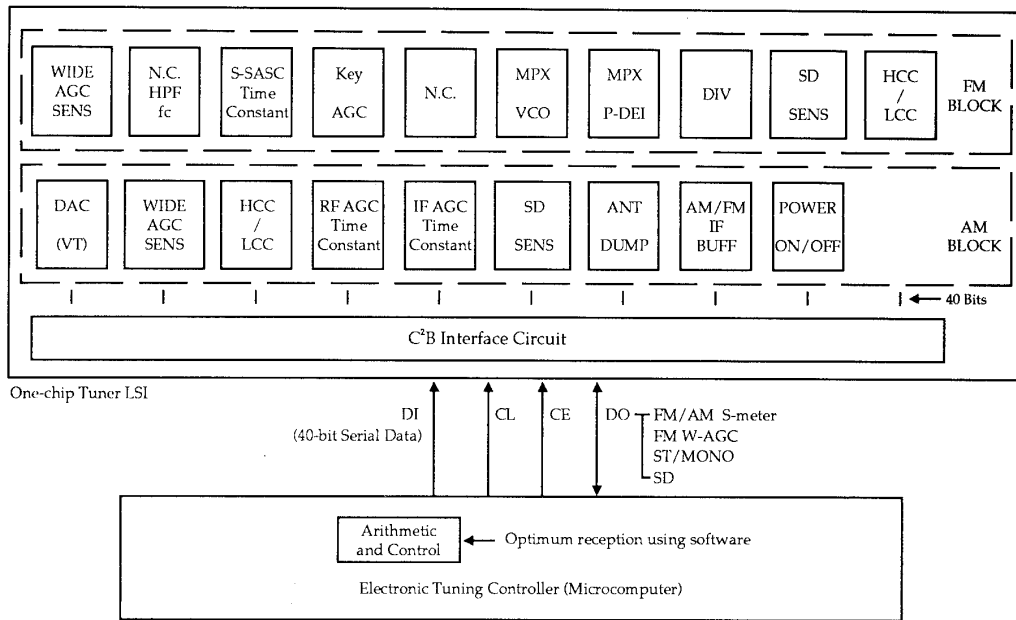 WIDE
AGC
SENS
N.C.
HPF
fc
S-SASC
Time
Constant
Key
AGC
N.C.
MPX
VCO
MPX
P-DEI
DIV
SD
SENS
HCC
/
LCC
FM
BLOCK
DAC
(VT)
WIDE
AGC
SENS
HCC
/
LCC
RF AGC
Time
Constant
IF AGC
Time
Constant
SD
SENS
ANT
DUMP
AM/FM
IF
BUFF
POWER
ON/OFF
AM
BLOCK
40 Bits
C²B Interface Circuit
One-chip Tuner LSI
DI
(40-bit Serial Data)
CL
CE
DO
FM/AM S-meter
FM W-AGC
ST/MONO
SD
Arithmetic
and Control
Optimum reception using software
Electronic Tuning Controller (Microcomputer)